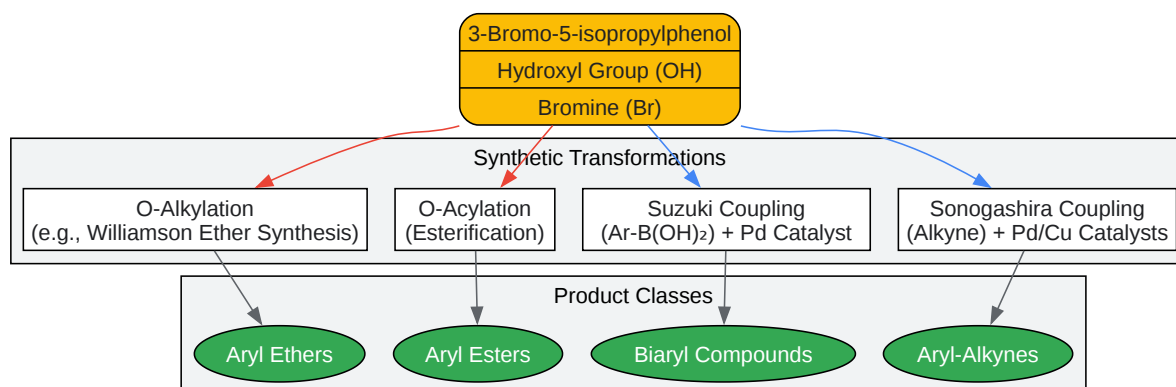 3-Bromo-5-isopropylphenol
Hydroxyl Group (OH)
Bromine (Br)
Synthetic Transformations
O-Alkylation
(e.g., Williamson Ether Synthesis)
O-Acylation
(Esterification)
Suzuki Coupling
(Ar-B(OH)₂) + Pd Catalyst
Sonogashira Coupling
(Alkyne) + Pd/Cu Catalysts
Product Classes
Aryl Ethers
Aryl Esters
Biaryl Compounds
Aryl-Alkynes